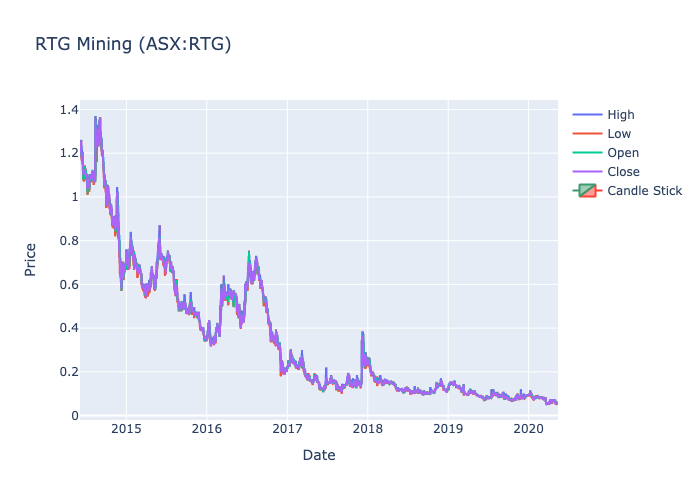 RTG Mining (ASX:RTG)
1.4
1.2
1
0.8
0.6
0.4
0.2
0
Price
2015 2016 2017 2018 2019 2020
Date
High
Low
Open
Close
Candle Stick